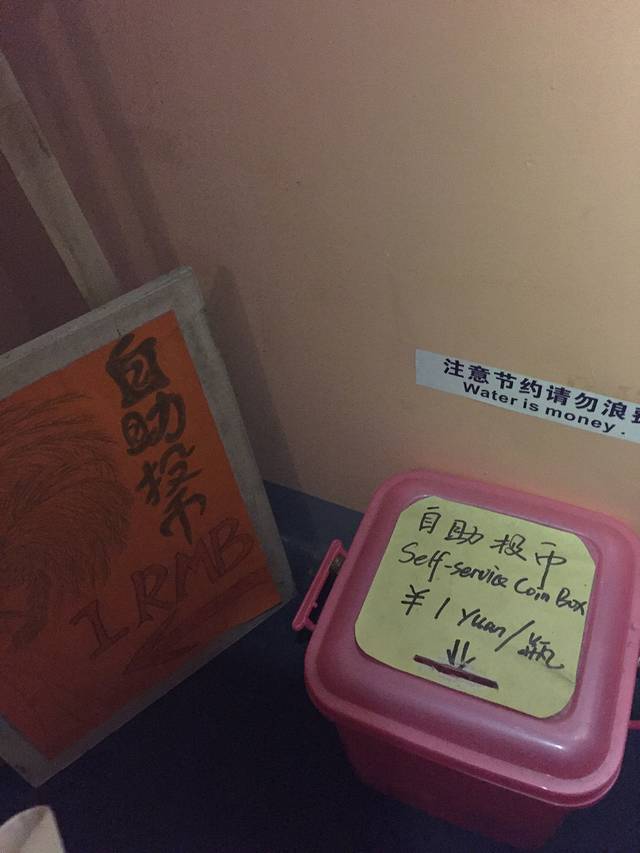 自助投币
1 RMB
注意节约请勿浪费
Water is money.
自助投币
Self-service Coin Box
¥ 1 Yuan/瓶